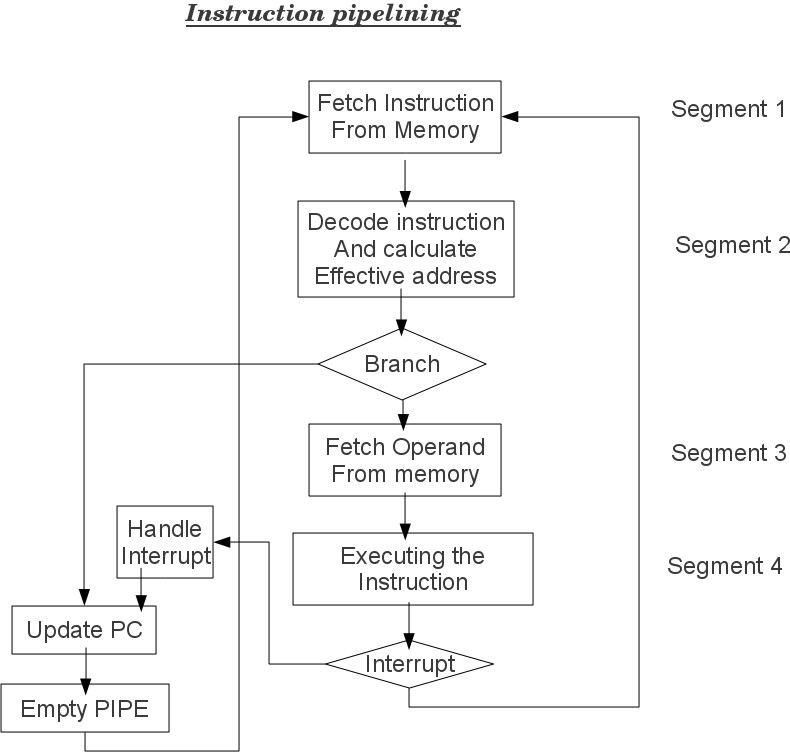 Instruction pipelining
Fetch Instruction
From Memory
Segment 1
Decode instruction
And calculate
Effective address
Segment 2
Branch
Fetch Operand
From memory
Segment 3
Handle
Interrupt
Executing the
Instruction
Segment 4
Update PC
Interrupt
Empty PIPE